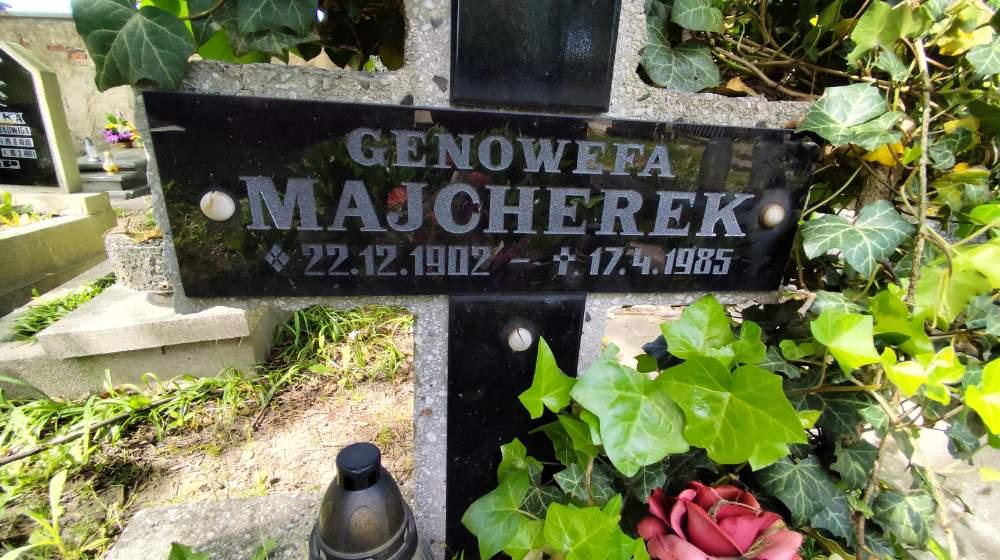 GENOWEFA
MAJCHEREK
* 22.12.1902 – ✝ 17.4.1985